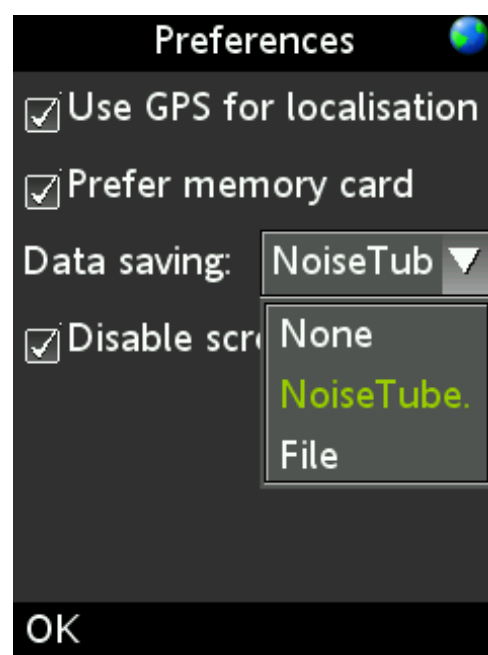 Preferences
Use GPS for localisation
Prefer memory card
Data saving: NoiseTub
Disable scr
None
NoiseTube.
File
OK